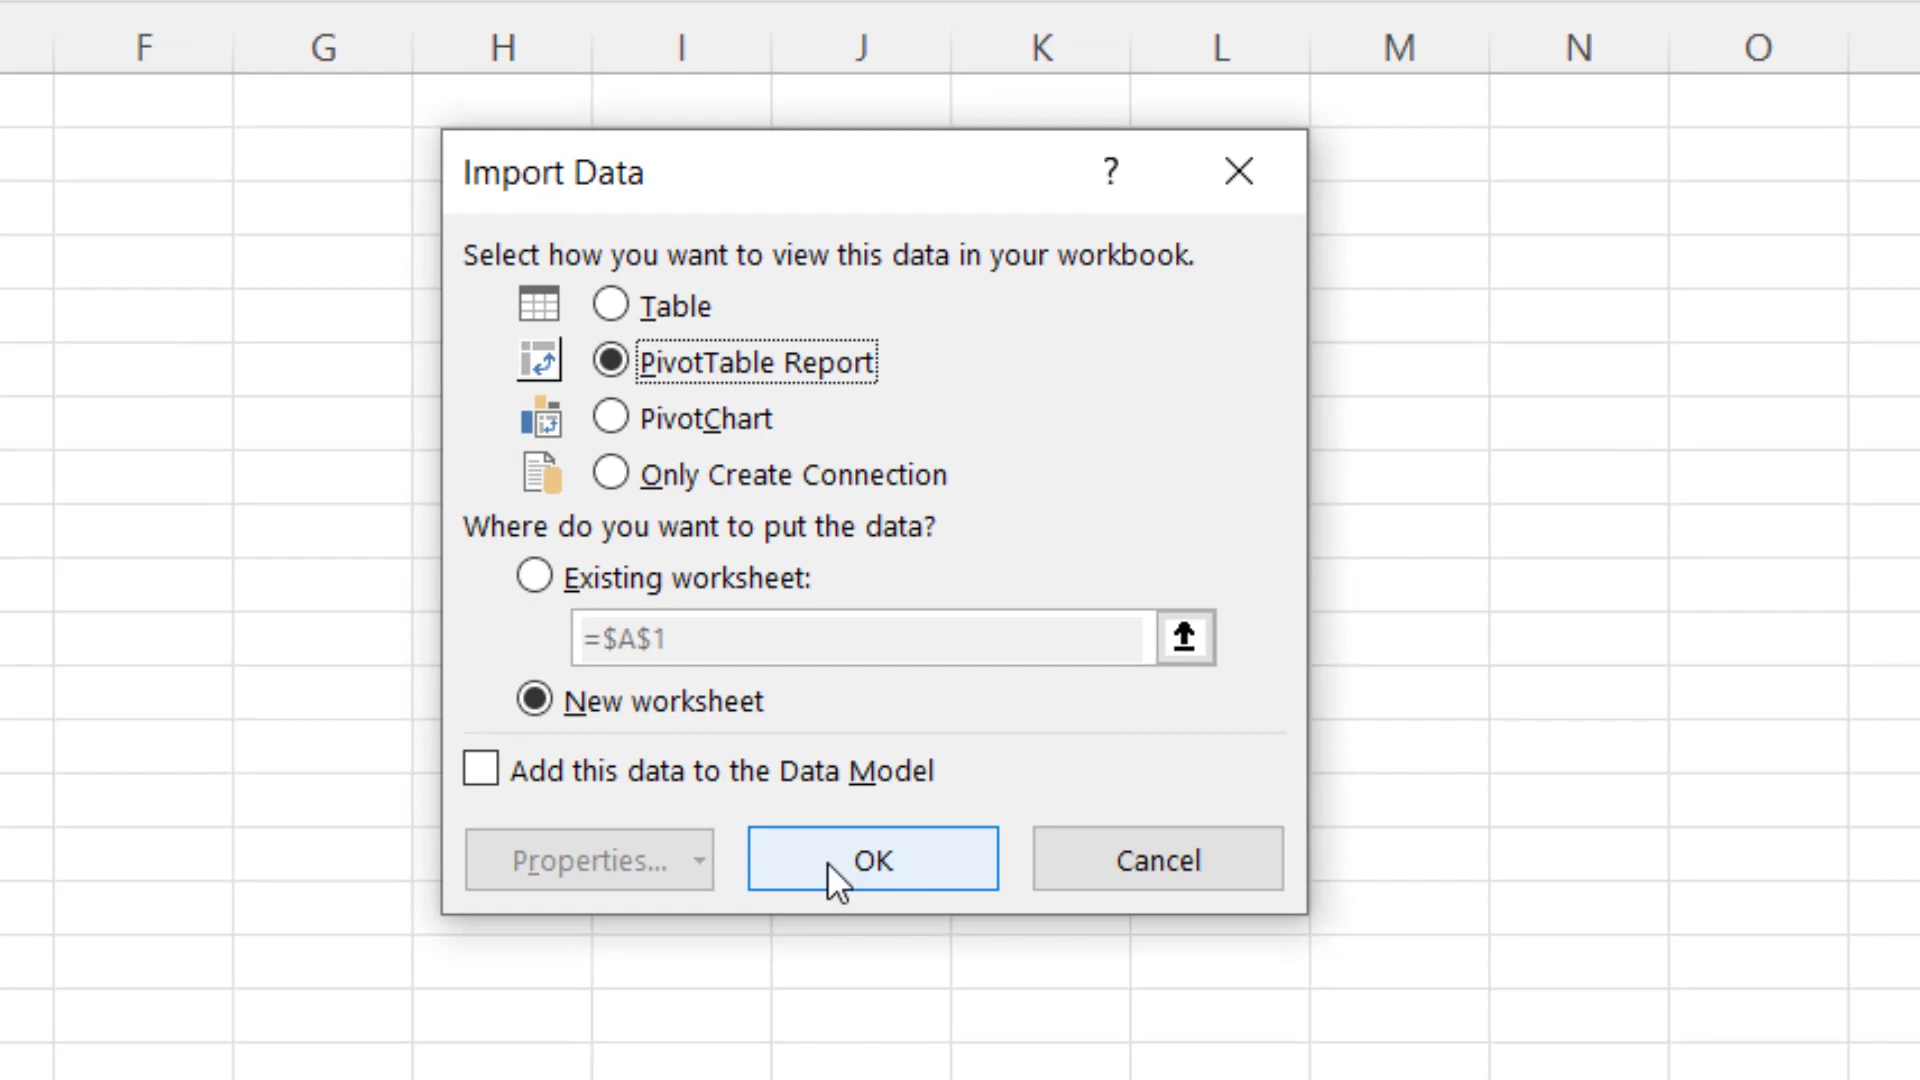 F G H I J K L M N O
Import Data ?
Select how you want to view this data in your workbook.
Table
PivotTable Report
PivotChart
Only Create Connection
Where do you want to put the data?
Existing worksheet:
=$A$1
New worksheet
Add this data to the Data Model
Properties... OK Cancel